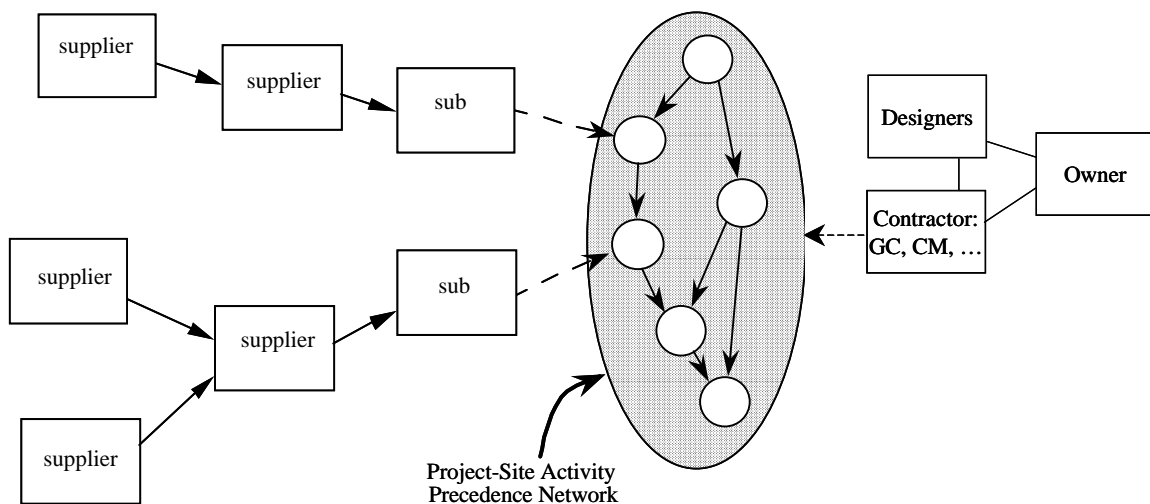 supplier
supplier
sub
Designers
Owner
Contractor:
GC, CM, …
supplier
sub
supplier
supplier
Project-Site Activity
Precedence Network